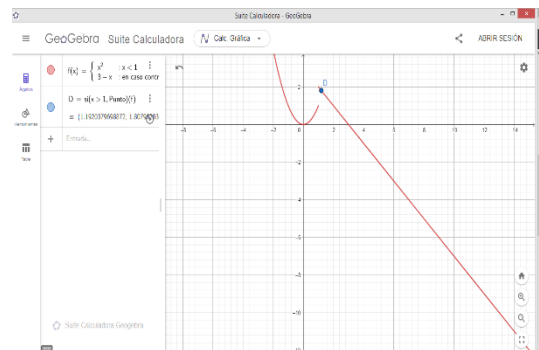 Suite Calculadora - GeoGebra
GeoGebra Suite Calculadora Calc. Gráfica ABRIR SESIÓN
f(x) = { x² : x < 1
3 − x : en caso contr
D = si(x > 1, Punto(f)
Entrada...
Tabla
D
2
-8 -6 -4 -2 0 2 4 6 8 10 12 14
-2
-4
-6
-8
-10
Suite Calculadora Geogebra